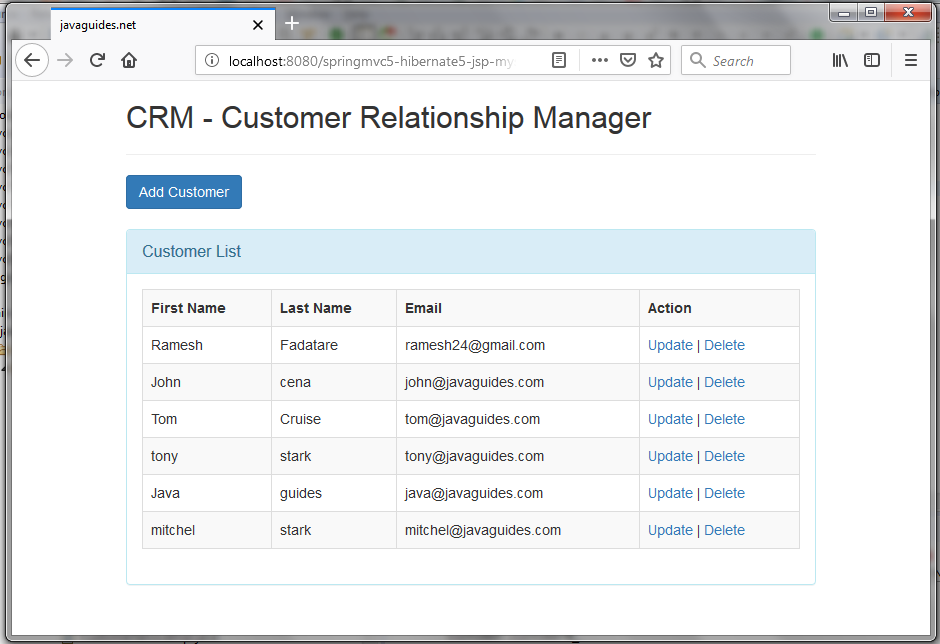 javaguides.net
localhost:8080/springmvc5-hibernate5-jsp-my
Search
CRM - Customer Relationship Manager
Add Customer
Customer List
First Name Last Name Email Action
Ramesh Fadatare ramesh24@gmail.com Update | Delete
John cena john@javaguides.com Update | Delete
Tom Cruise tom@javaguides.com Update | Delete
tony stark tony@javaguides.com Update | Delete
Java guides java@javaguides.com Update | Delete
mitchel stark mitchel@javaguides.com Update | Delete